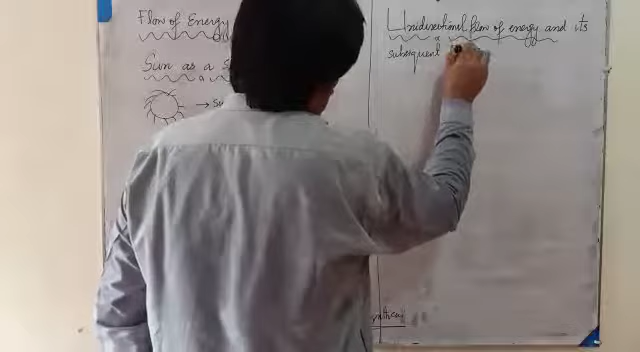 Flow of Energy
Sun as a
→ Su
Unidirectional flow of energy and its
subsequent